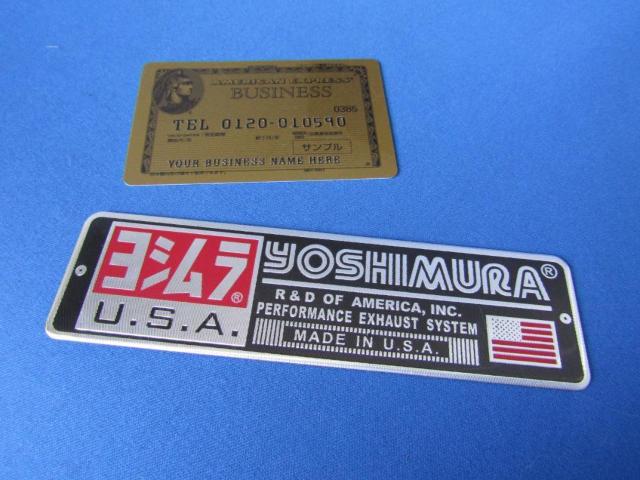 AMERICAN EXPRESS®
BUSINESS
0385
TEL 0120-010590
サンプル
YOUR BUSINESS NAME HERE
ヨシムラ®
U.S.A.
YOSHIMURA®
R & D OF AMERICA, INC.
PERFORMANCE EXHAUST SYSTEM
MADE IN U.S.A.